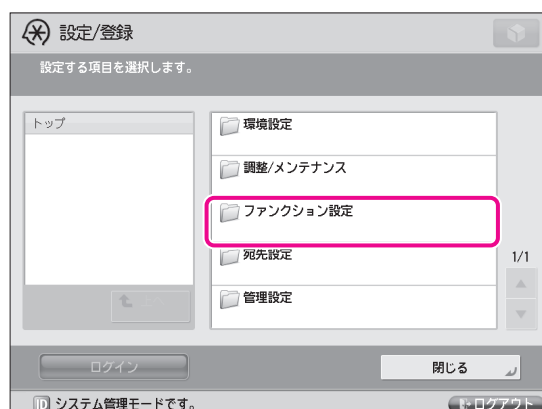 設定/登録
設定する項目を選択します。
トップ
環境設定
調整/メンテナンス
ファンクション設定
宛先設定
管理設定
1/1
上へ
ログイン
閉じる
ID システム管理モードです。
ログアウト